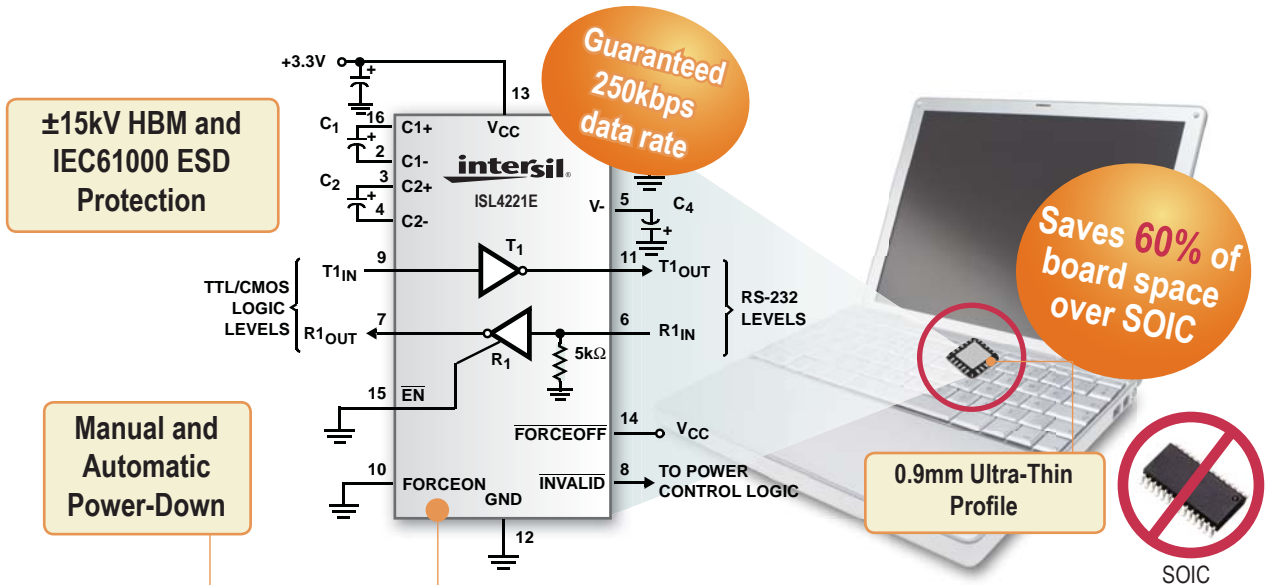 ±15kV HBM and
IEC61000 ESD
Protection
Manual and
Automatic
Power-Down
+3.3V
+
13
VCC
C1
16
C1+
+
2
C1-
C2
3
C2+
+
4
C2-
intersil®
ISL4221E
V-
5
C4
+
TTL/CMOS
LOGIC
LEVELS
T1IN
9
T1
11
T1OUT
R1OUT
7
R1
6
R1IN
5kΩ
RS-232
LEVELS
15
EN
14
FORCEOFF
VCC
10
FORCEON
INVALID
8
TO POWER
CONTROL LOGIC
GND
12
Guaranteed
250kbps
data rate
Saves 60% of
board space
over SOIC
0.9mm Ultra-Thin
Profile
SOIC